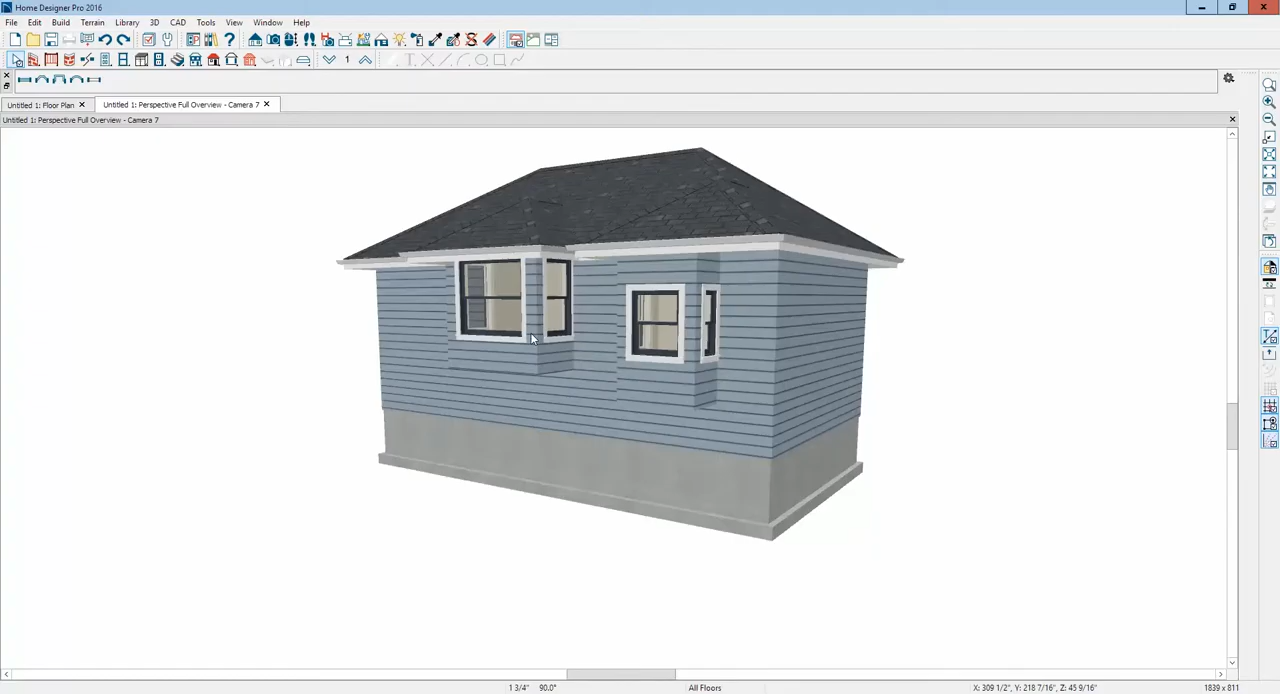 Home Designer Pro 2016
File Edit Build Terrain Library 3D CAD Tools View Window Help
1
Untitled 1: Floor Plan Untitled 1: Perspective Full Overview - Camera 7
Untitled 1: Perspective Full Overview - Camera 7
1 3/4" 90.0° All Floors X: 309 1/2", Y: 218 7/16", Z: 45 9/16" 1839 x 811